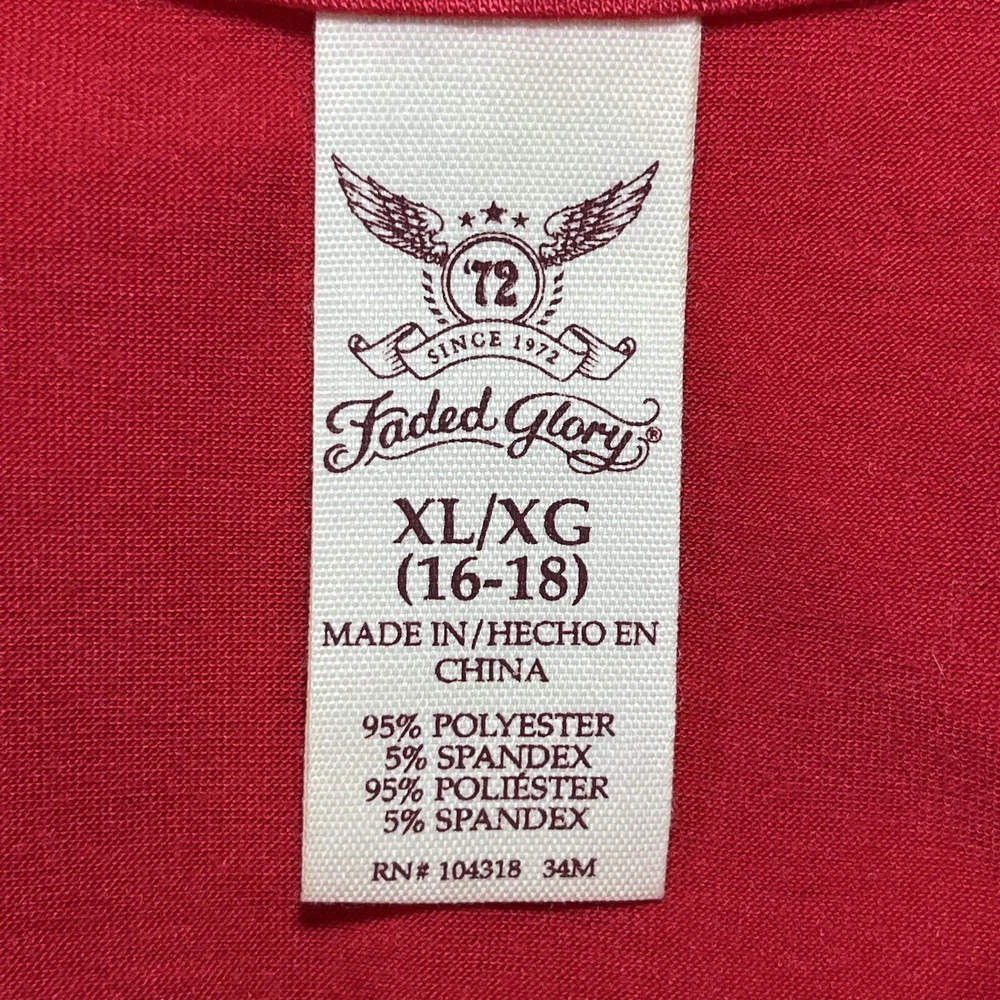 '72
SINCE 1972
Faded Glory®
XL/XG
(16-18)
MADE IN/HECHO EN
CHINA
95% POLYESTER
5% SPANDEX
95% POLIÉSTER
5% SPANDEX
RN# 104318 34M